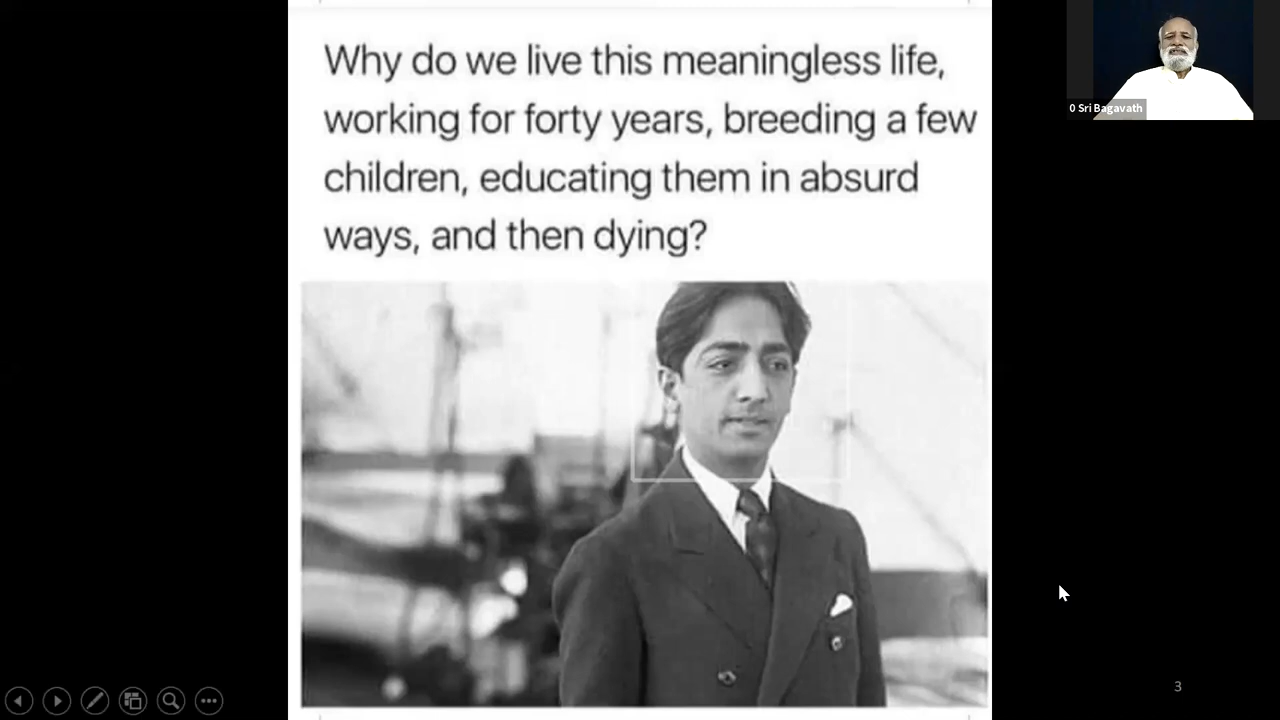 Why do we live this meaningless life,
working for forty years, breeding a few
children, educating them in absurd
ways, and then dying?
0 Sri Bagavath
3